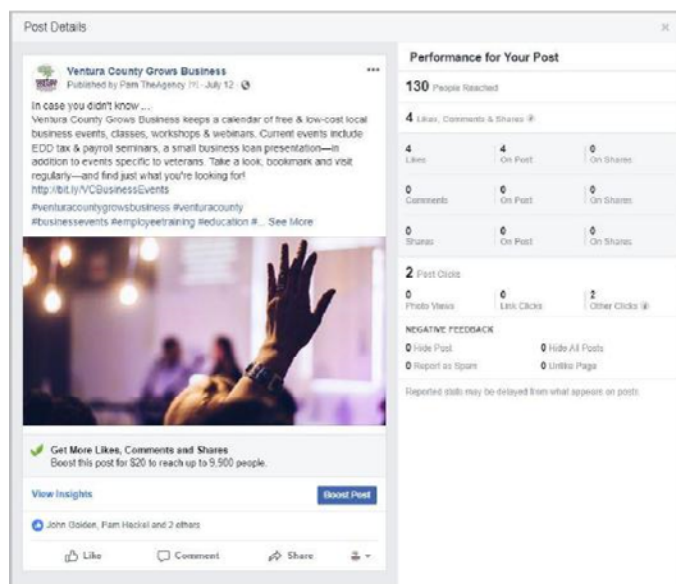 Post Details
Ventura County Grows Business
Published by Pam TheAgency · July 12 ·
In case you didn't know ...
Ventura County Grows Business keeps a calendar of free & low-cost local
business events, classes, workshops & webinars. Current events include
EDD tax & payroll seminars, a small business loan presentation—in
addition to events specific to veterans. Take a look, bookmark and visit
regularly—and find just what you're looking for!
http://bit.ly/VCBusinessEvents
#venturacountygrowsbusiness #venturacounty
#businessevents #employeetraining #education #... See More
Get More Likes, Comments and Shares
Boost this post for $20 to reach up to 9,900 people.
View Insights
Boost Post
John Golden, Pam Heckel and 2 others
Like Comment Share
Performance for Your Post
130 People Reached
4 Likes, Comments & Shares
4 4 0
Likes On Post On Shares
0 0 0
Comments On Post On Shares
0 0 0
Shares On Post On Shares
2 Post Clicks
0 0 2
Photo Views Link Clicks Other Clicks
NEGATIVE FEEDBACK
0 Hide Post 0 Hide All Posts
0 Report as Spam 0 Unlike Page
Reported stats may be delayed from what appears on posts